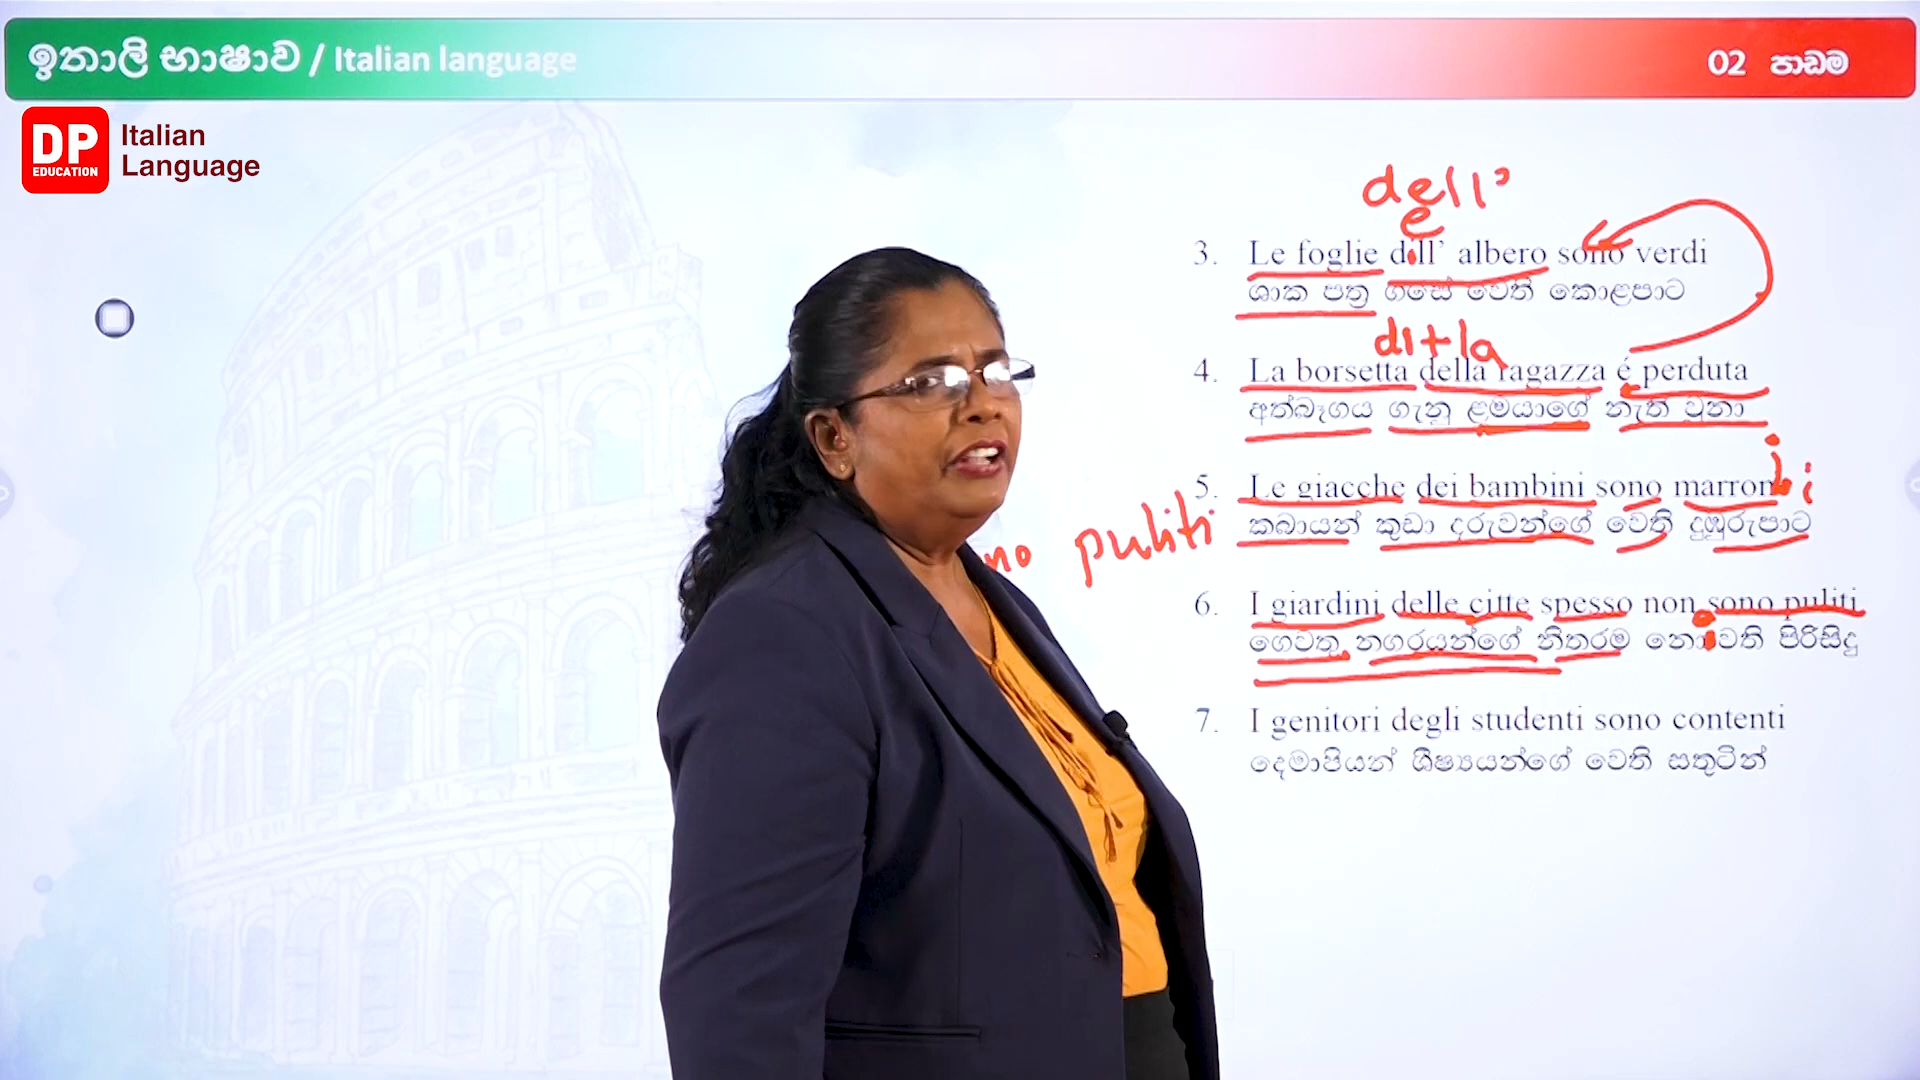 ඉතාලි භාෂාව / Italian language
02 පාඩම
DP
EDUCATION
Italian
Language
dell'
e
3. Le foglie dill' albero sono verdi
ශාක පත්‍ර ගසේ වෙති කොළපාට
di+la
4. La borsetta della ragazza é perduta
අත්බෑගය ගැනු ළමයාගේ නැති වුනා
i
5. Le giacche dei bambini sono marroni i
කබායන් කුඩා දරුවන්ගේ වෙති දුඹුරුපාට
no puliti
6. I giardini delle citte spesso non sono puliti
ගෙවතු නගරයන්ගේ නිතරම නොවෙති පිරිසිදු
7. I genitori degli studenti sono contenti
දෙමාපියන් ශීෂ්‍යයන්ගේ වෙති සතුටින්